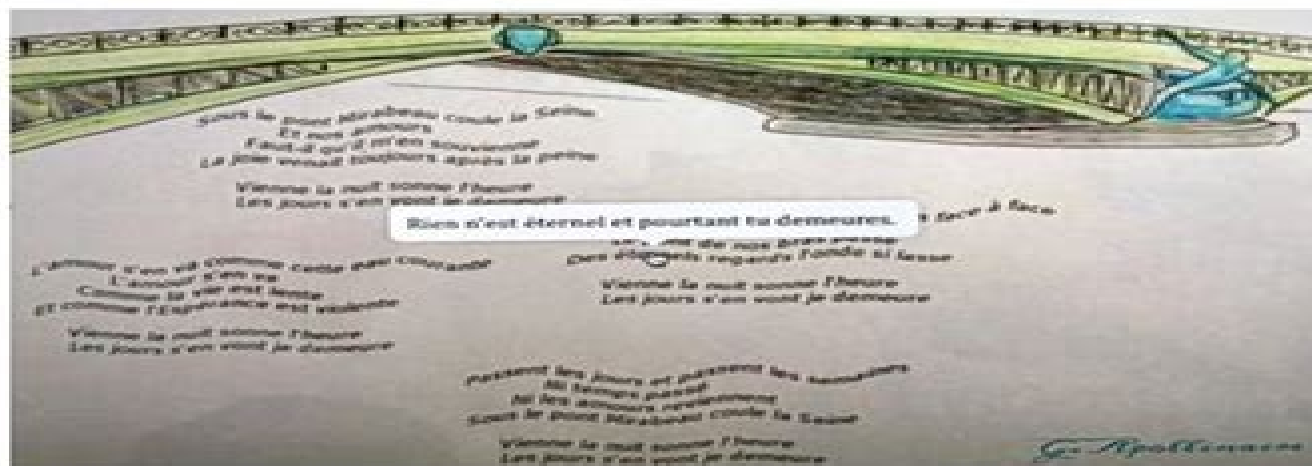 Sous le pont Mirabeau coule la Seine
Et nos amours
Faut-il qu'il m'en souvienne
La joie venait toujours après la peine
Vienne la nuit sonne l'heure
Les jours s'en vont je demeure
Rien n'est éternel et pourtant tu demeures.
face à face
de nos bras passe
Des éternels regards l'onde si lasse
Vienne la nuit sonne l'heure
Les jours s'en vont je demeure
L'amour s'en va comme cette eau courante
L'amour s'en va
Comme la vie est lente
Et comme l'Espérance est violente
Vienne la nuit sonne l'heure
Les jours s'en vont je demeure
Passent les jours et passent les semaines
Ni temps passé
Ni les amours reviennent
Sous le pont Mirabeau coule la Seine
Vienne la nuit sonne l'heure
Les jours s'en vont je demeure
G. Apollinaire